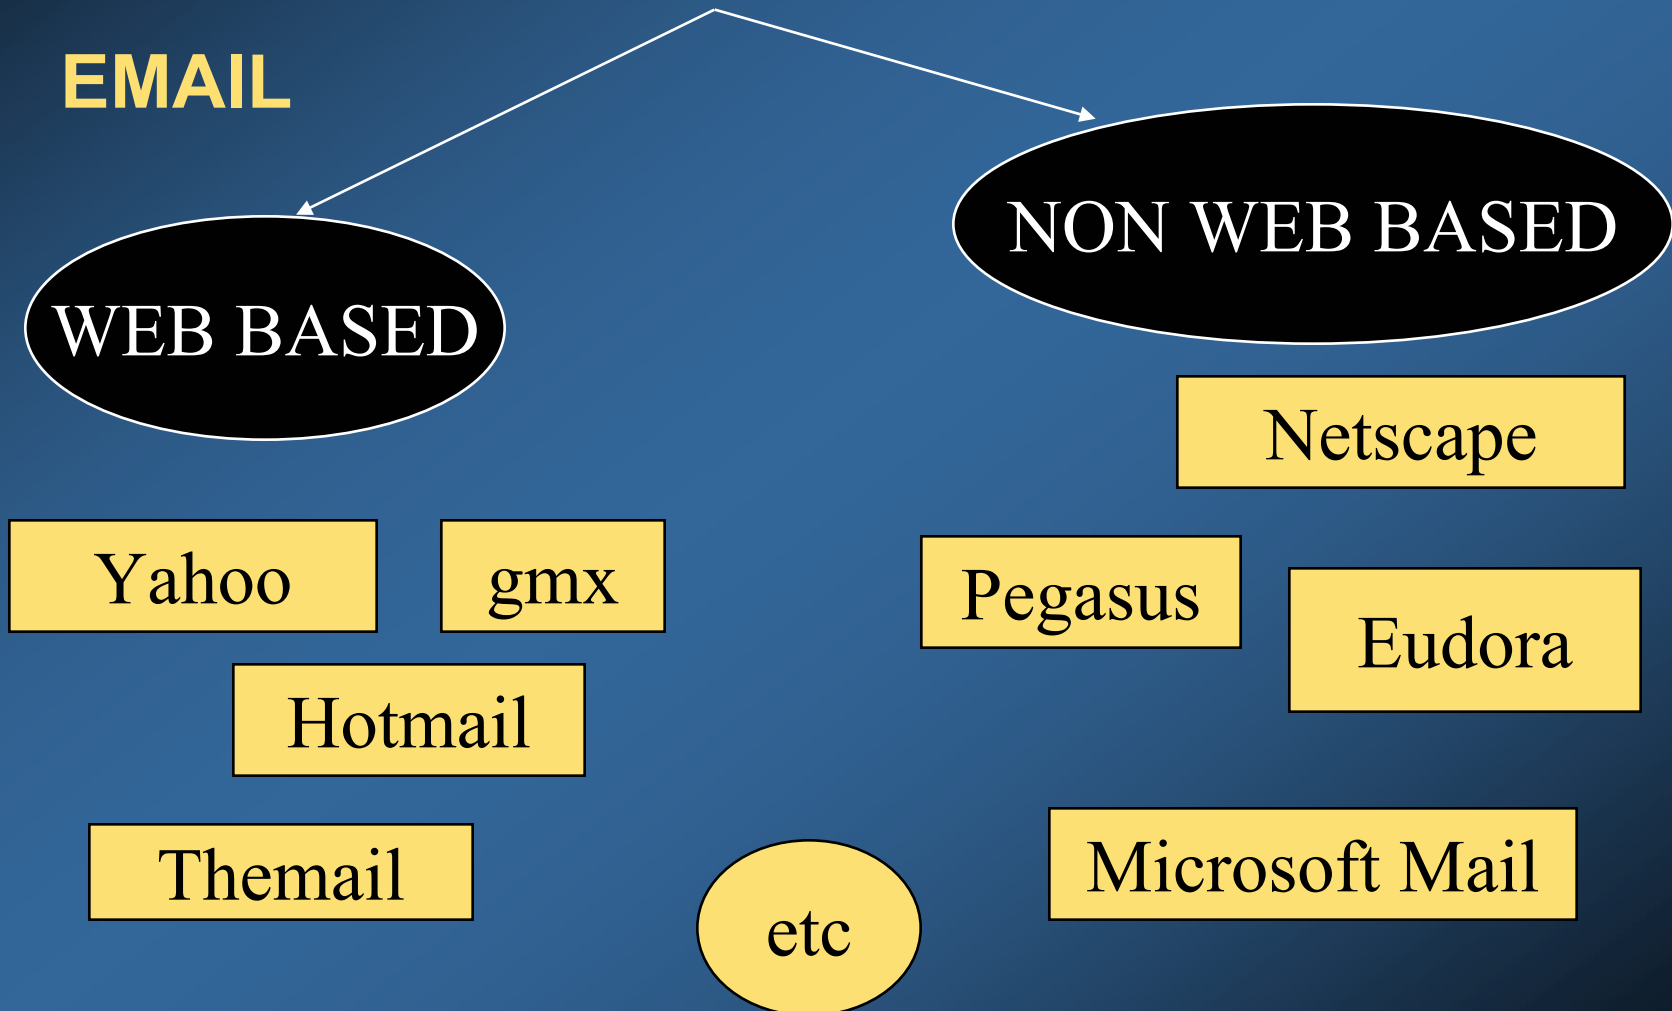 EMAIL
WEB BASED
NON WEB BASED
Yahoo
gmx
Hotmail
Themail
Netscape
Pegasus
Eudora
Microsoft Mail
etc